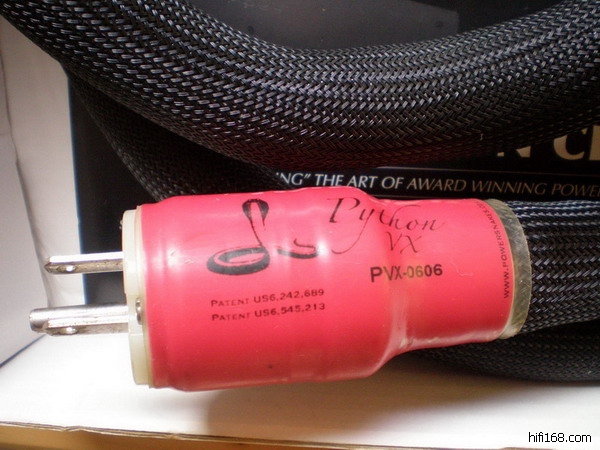 N C
NG" THE ART OF AWARD WINNING POWE
Python
VX
PVX-0606
PATENT US6,242,689
PATENT US6,545,213
WWW.POWERSNAKES
hifi168.com